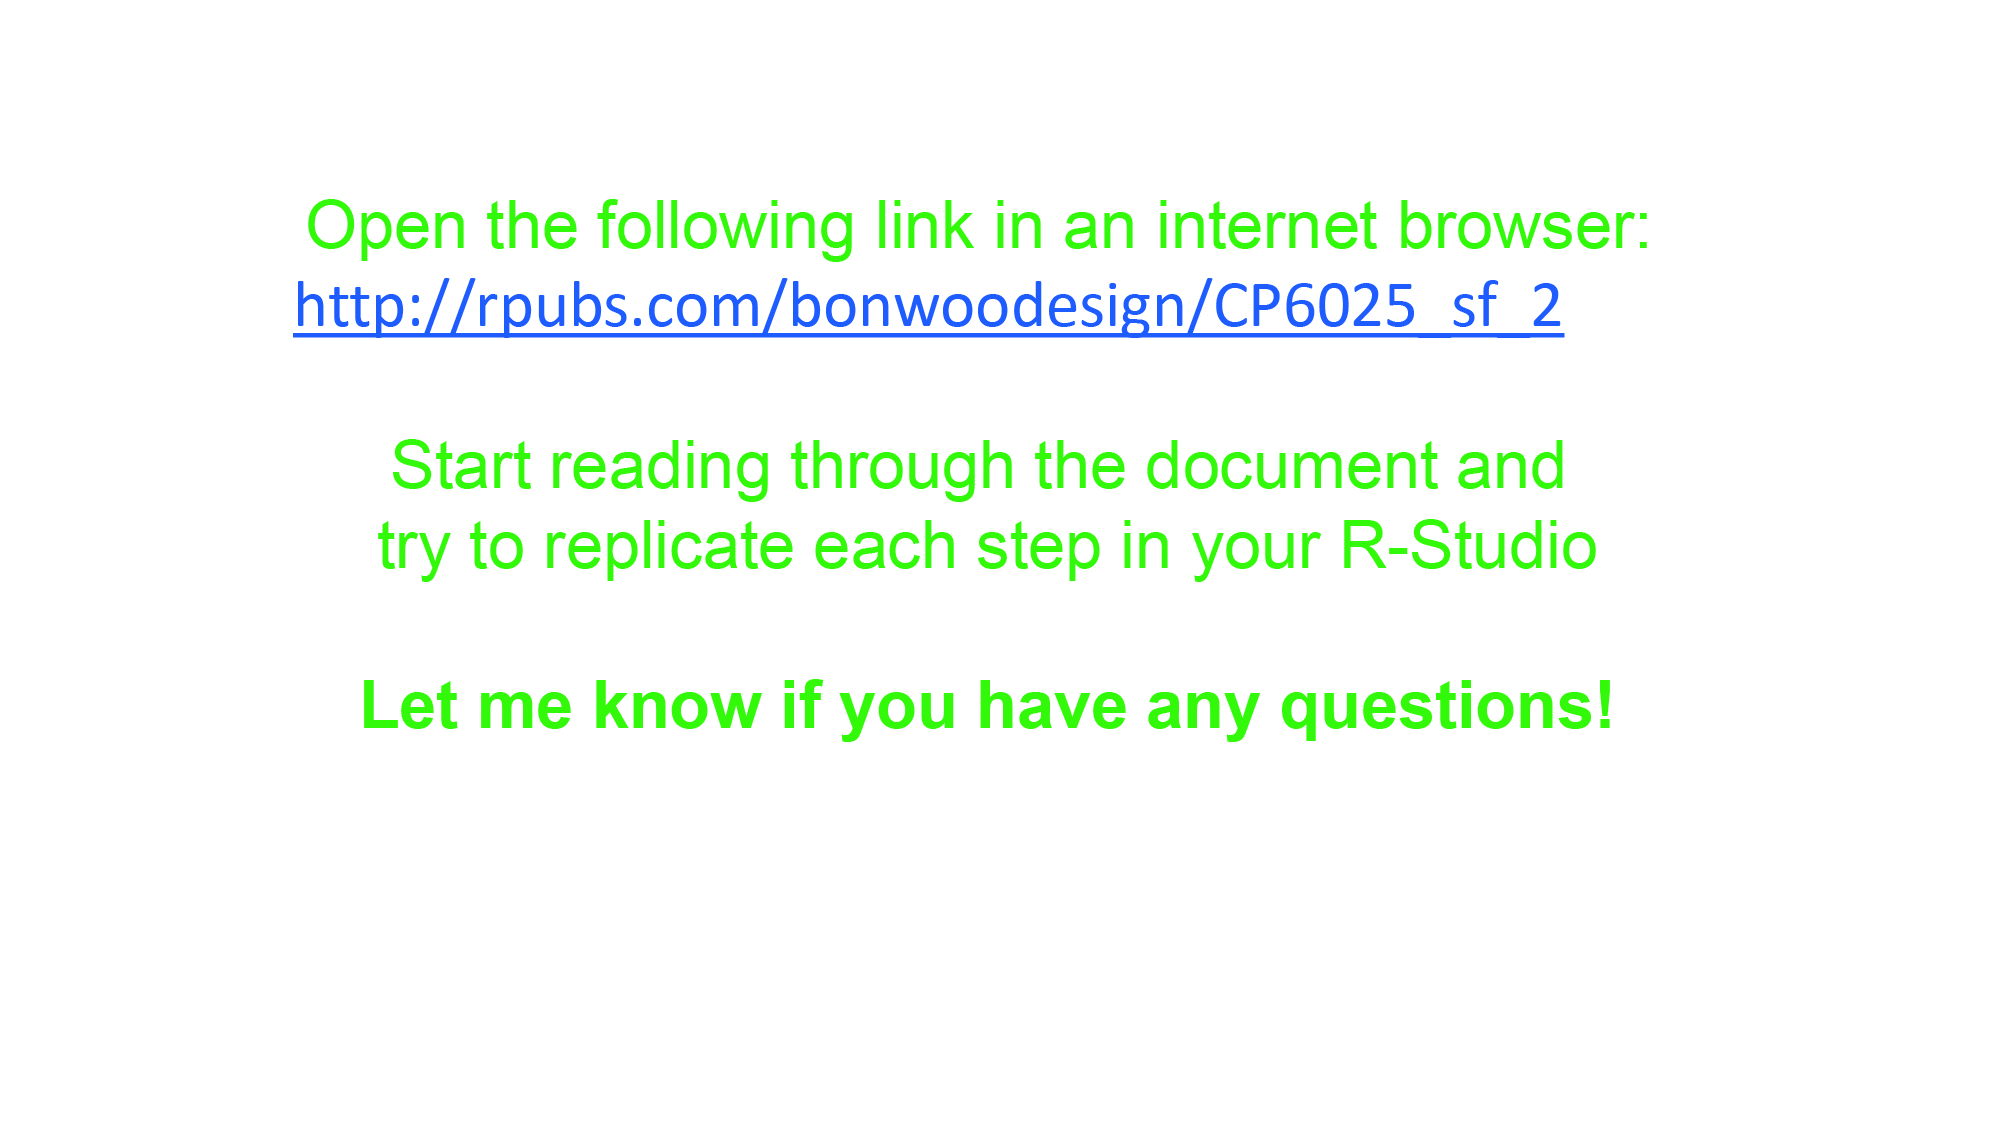 Open the following link in an internet browser:
http://rpubs.com/bonwoodesign/CP6025_sf_2
Start reading through the document and
try to replicate each step in your R-Studio
Let me know if you have any questions!